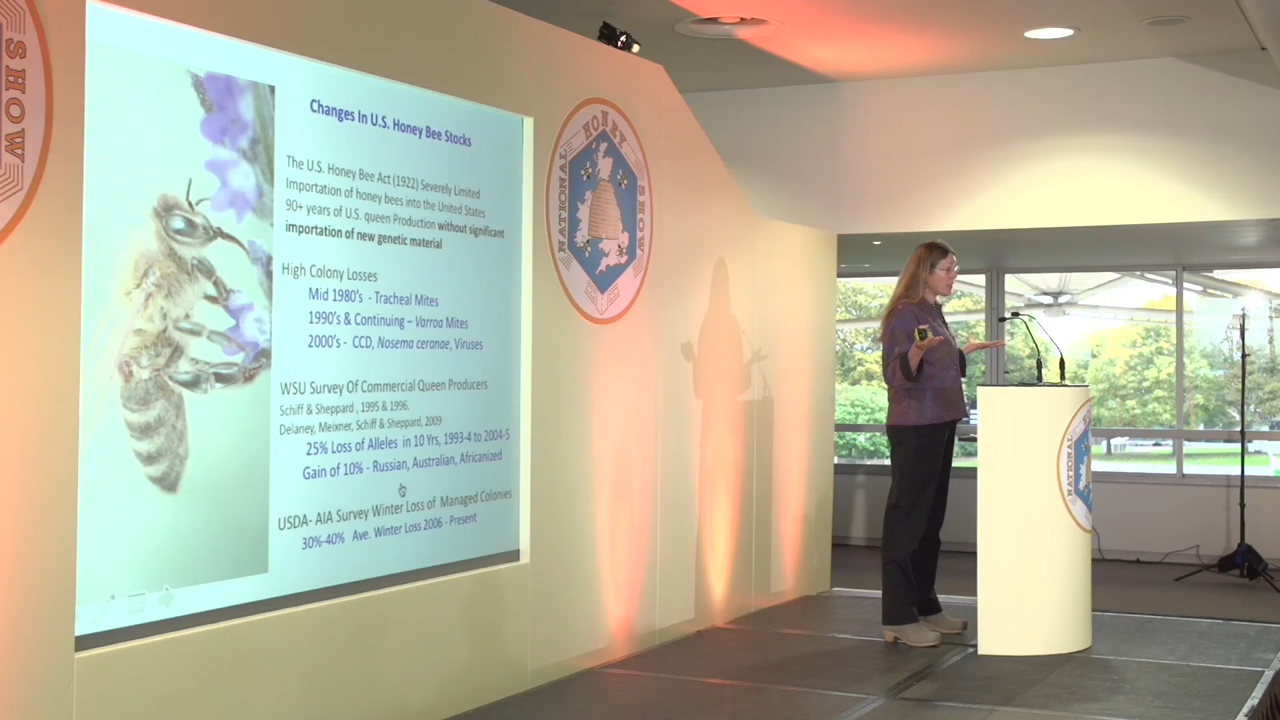 SHOW
Changes In U.S. Honey Bee Stocks
The U.S. Honey Bee Act (1922) Severely Limited
Importation of honey bees into the United States
90+ years of U.S. queen Production without significant
importation of new genetic material
High Colony Losses
Mid 1980's - Tracheal Mites
1990's & Continuing – Varroa Mites
2000's - CCD, Nosema ceranae, Viruses
WSU Survey Of Commercial Queen Producers
Schiff & Sheppard , 1995 & 1996.
Delaney, Meixner, Schiff & Sheppard, 2009
25% Loss of Alleles in 10 Yrs, 1993-4 to 2004-5
Gain of 10% - Russian, Australian, Africanized
USDA- AIA Survey Winter Loss of Managed Colonies
30%-40% Ave. Winter Loss 2006 - Present
NATIONAL HONEY SHOW
NATIONAL